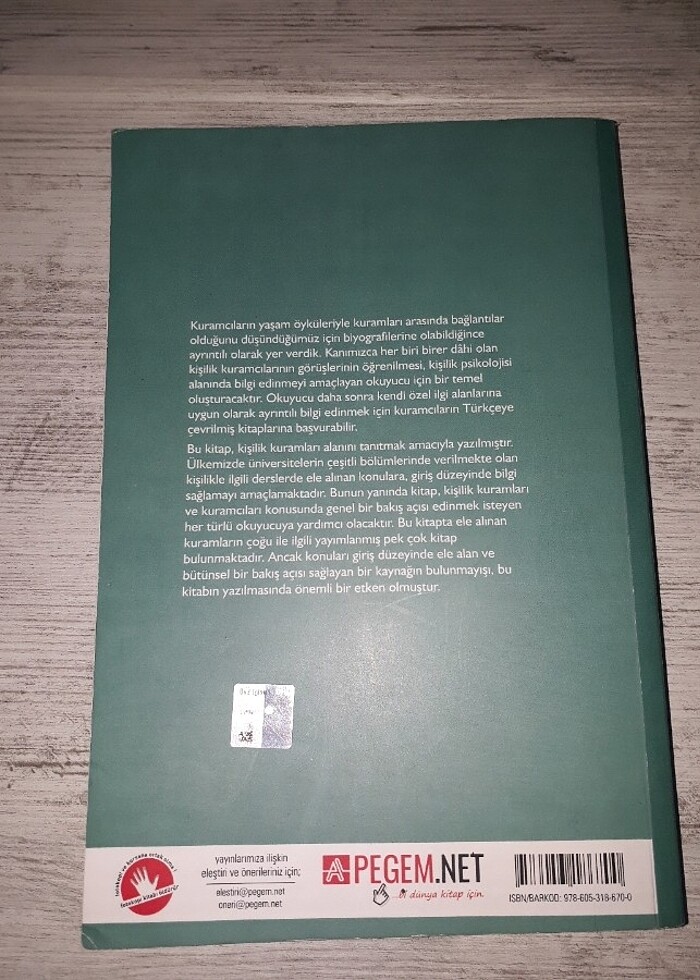 Kuramcıların yaşam öyküleriyle kuramları arasında bağlantılar
olduğunu düşündüğümüz için biyografilerine olabildiğince
ayrıntılı olarak yer verdik. Kanımızca her biri birer dâhi olan
kişilik kuramcılarının görüşlerinin öğrenilmesi, kişilik psikolojisi
alanında bilgi edinmeyi amaçlayan okuyucu için bir temel
oluşturacaktır. Okuyucu daha sonra kendi özel ilgi alanlarına
uygun olarak ayrıntılı bilgi edinmek için kuramcıların Türkçeye
çevrilmiş kitaplarına başvurabilir.
Bu kitap, kişilik kuramları alanını tanıtmak amacıyla yazılmıştır.
Ülkemizde üniversitelerin çeşitli bölümlerinde verilmekte olan
kişilikle ilgili derslerde ele alınan konulara, giriş düzeyinde bilgi
sağlamayı amaçlamaktadır. Bunun yanında kitap, kişilik kuramları
ve kuramcıları konusunda genel bir bakış açısı edinmek isteyen
her türlü okuyucuya yardımcı olacaktır. Bu kitapta ele alınan
kuramların çoğu ile ilgili yayımlanmış pek çok kitap
bulunmaktadır. Ancak konuları giriş düzeyinde ele alan ve
bütünsel bir bakış açısı sağlayan bir kaynağın bulunmayışı, bu
kitabın yazılmasında önemli bir etken olmuştur.
fotokopi ve korsana ortak olma !
fotokopi kitabı öldürür
yayınlarımıza ilişkin
eleştiri ve önerileriniz için;
elestiri@pegem.net
oneri@pegem.net
PEGEM.NET
...bi dünya kitap için.
ISBN/BARKOD: 978-605-318-670-0